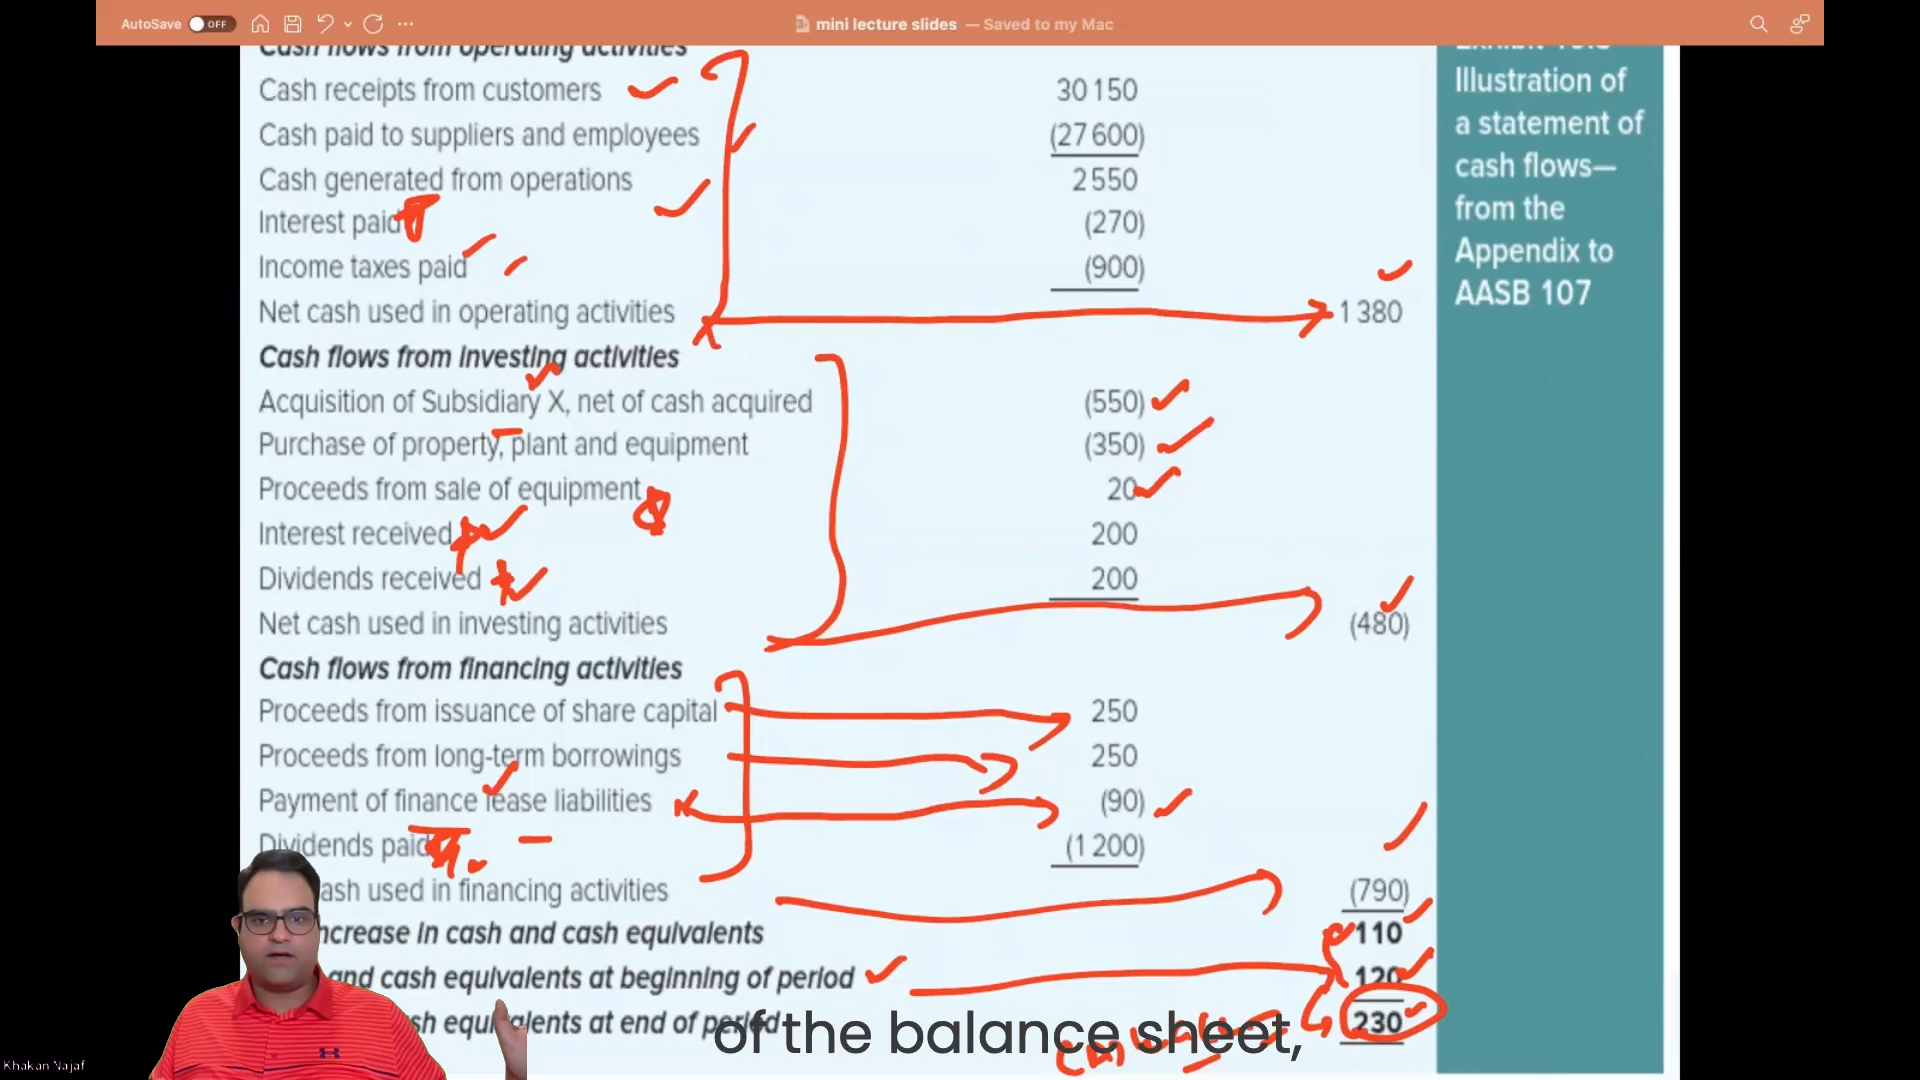 AutoSave OFF
mini lecture slides — Saved to my Mac
Cash flows from operating activities
Cash receipts from customers 30 150
Cash paid to suppliers and employees (27 600)
Cash generated from operations 2 550
Interest paid (270)
Income taxes paid (900)
Net cash used in operating activities 1 380
Cash flows from investing activities
Acquisition of Subsidiary X, net of cash acquired (550)
Purchase of property, plant and equipment (350)
Proceeds from sale of equipment 20
Interest received 200
Dividends received 200
Net cash used in investing activities (480)
Cash flows from financing activities
Proceeds from issuance of share capital 250
Proceeds from long-term borrowings 250
Payment of finance lease liabilities (90)
Dividends paid (1 200)
ash used in financing activities (790)
ncrease in cash and cash equivalents 110
and cash equivalents at beginning of period 120
sh equivalents at end of period 230
Illustration of
a statement of
cash flows—
from the
Appendix to
AASB 107
of the balance sheet,
Khakan Najaf